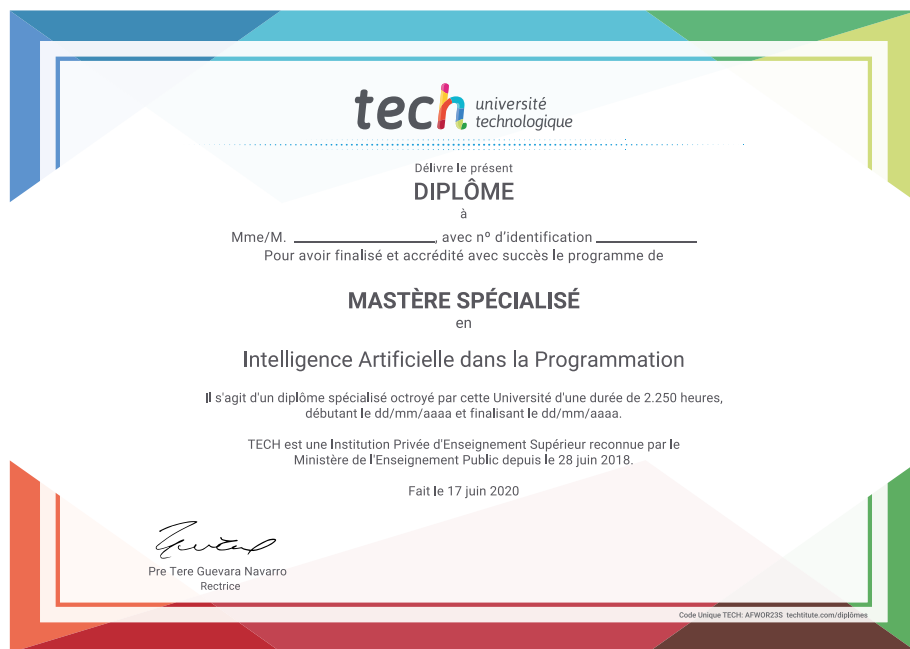 tech université
technologique
Délivre le présent
DIPLÔME
à
Mme/M. ____________, avec nº d'identification ____________
Pour avoir finalisé et accrédité avec succès le programme de
MASTÈRE SPÉCIALISÉ
en
Intelligence Artificielle dans la Programmation
Il s'agit d'un diplôme spécialisé octroyé par cette Université d'une durée de 2.250 heures,
débutant le dd/mm/aaaa et finalisant le dd/mm/aaaa.
TECH est une Institution Privée d'Enseignement Supérieur reconnue par le
Ministère de l'Enseignement Public depuis le 28 juin 2018.
Fait le 17 juin 2020
Pre Tere Guevara Navarro
Rectrice
Code Unique TECH: AFWOR23S techtitute.com/diplômes